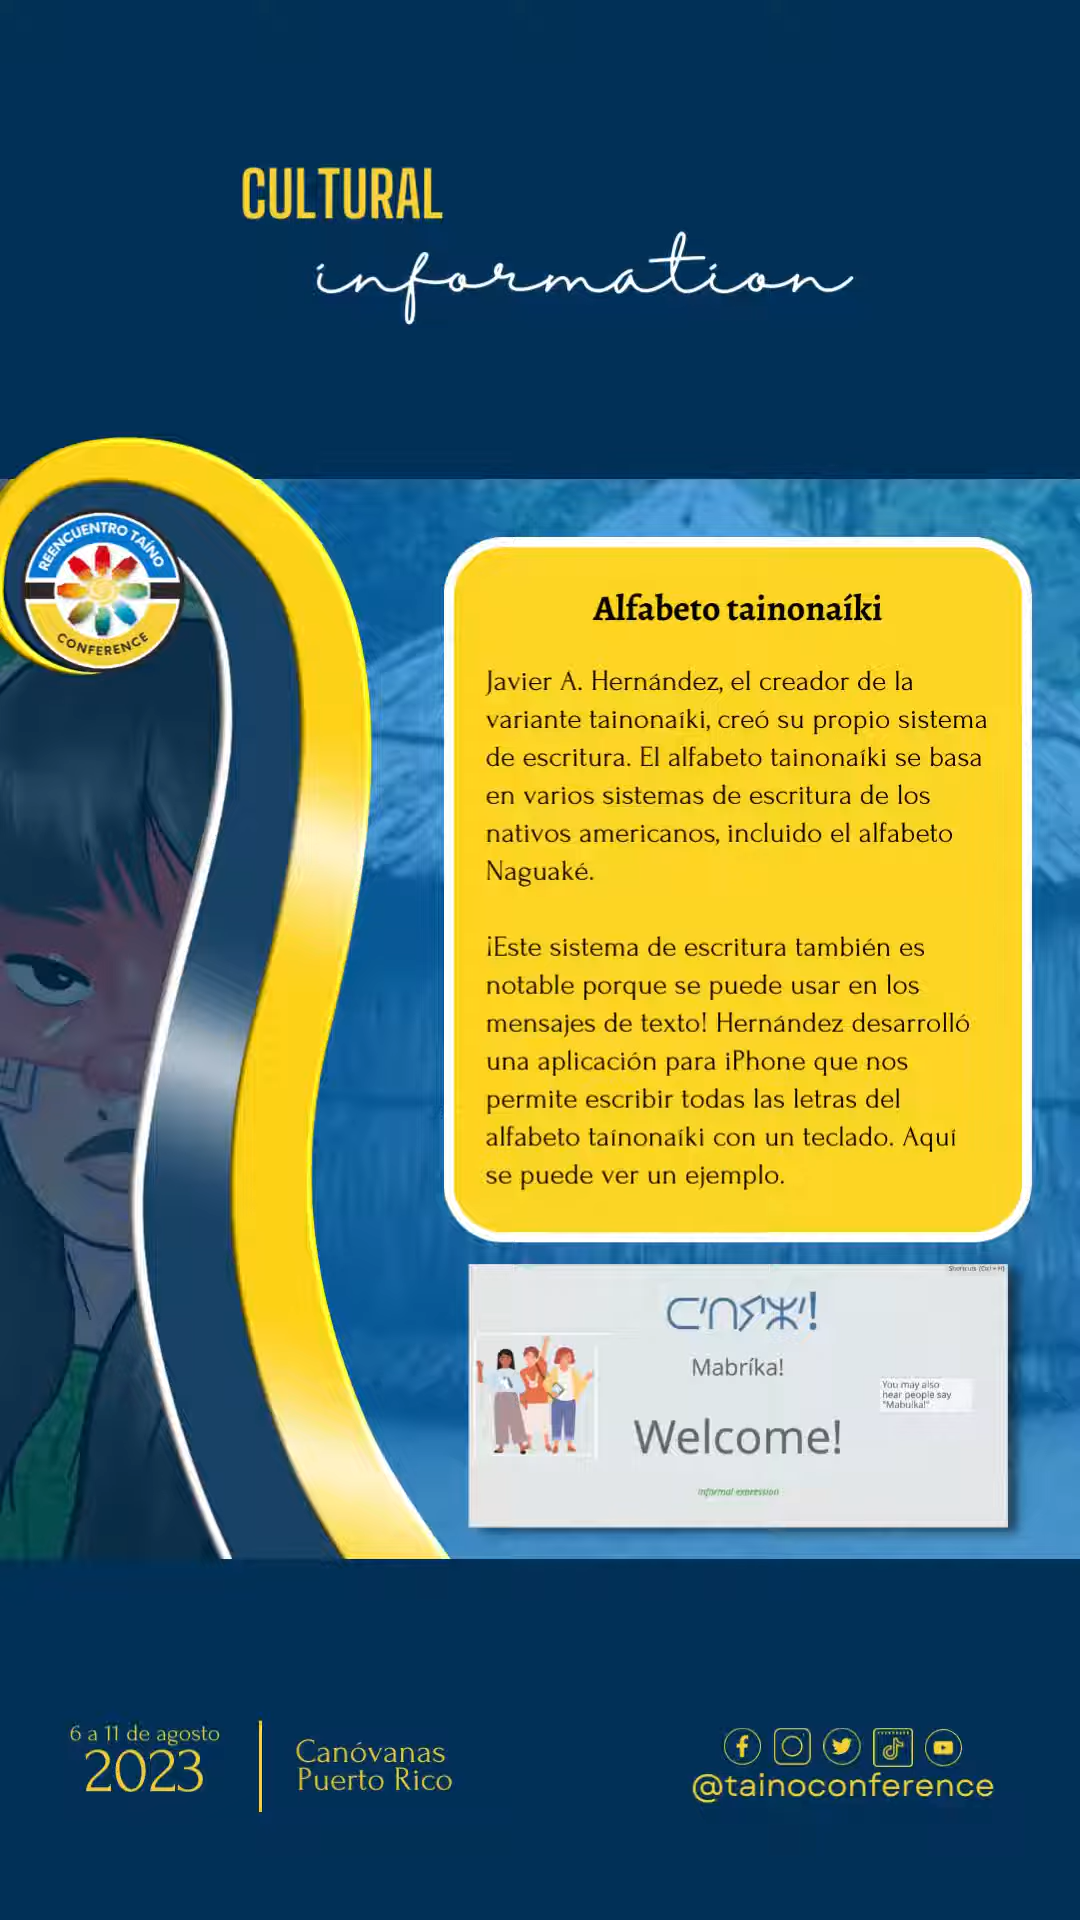 CULTURAL
information
REENCUENTRO TAÍNO
CONFERENCE
Alfabeto tainonaíki
Javier A. Hernández, el creador de la
variante tainonaíki, creó su propio sistema
de escritura. El alfabeto tainonaíki se basa
en varios sistemas de escritura de los
nativos americanos, incluido el alfabeto
Naguaké.
¡Este sistema de escritura también es
notable porque se puede usar en los
mensajes de texto! Hernández desarrolló
una aplicación para iPhone que nos
permite escribir todas las letras del
alfabeto taínonaíki con un teclado. Aquí
se puede ver un ejemplo.
Shortcuts (Ctrl + H)
Mabríka!
You may also
hear people say
"Mabuika!"
Welcome!
informal expression
6 a 11 de agosto
2023
Canóvanas
Puerto Rico
@tainoconference